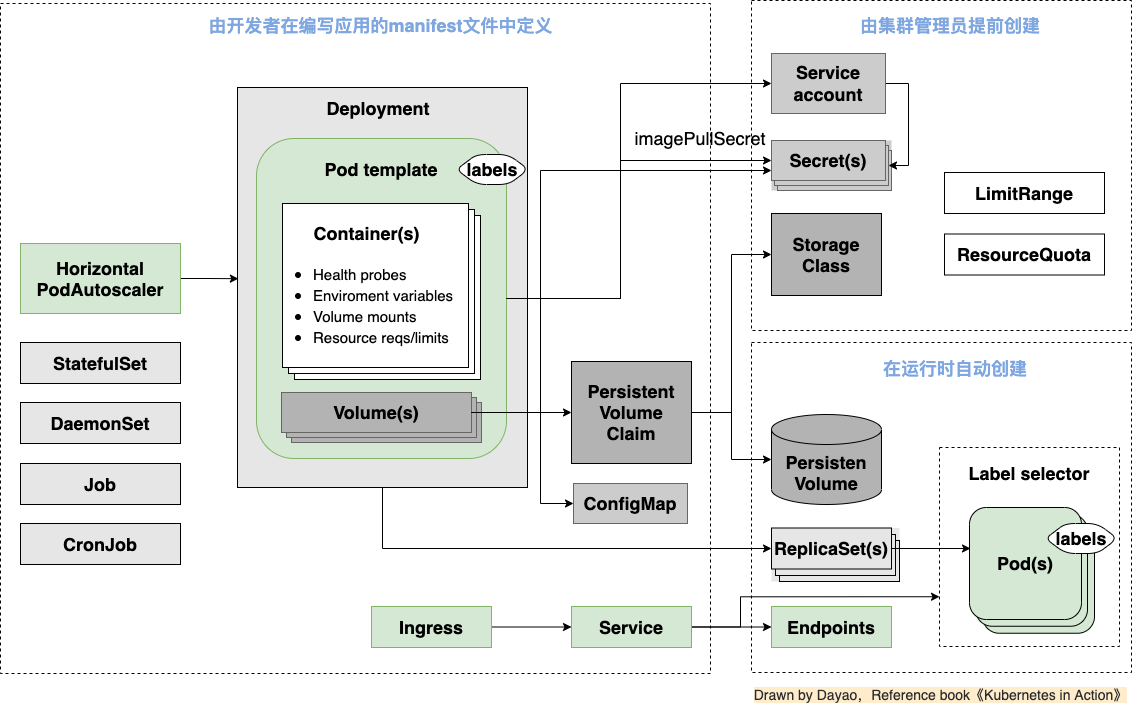 由开发者在编写应用的manifest文件中定义
Deployment
Pod template
labels
Container(s)
Health probes
Enviroment variables
Volume mounts
Resource reqs/limits
Volume(s)
Horizontal
PodAutoscaler
StatefulSet
DaemonSet
Job
CronJob
Persistent
Volume
Claim
ConfigMap
Ingress
Service
由集群管理员提前创建
Service
account
imagePullSecret
Secret(s)
Storage
Class
LimitRange
ResourceQuota
在运行时自动创建
Persisten
Volume
ReplicaSet(s)
Endpoints
Label selector
labels
Pod(s)
Drawn by Dayao，Reference book《Kubernetes in Action》